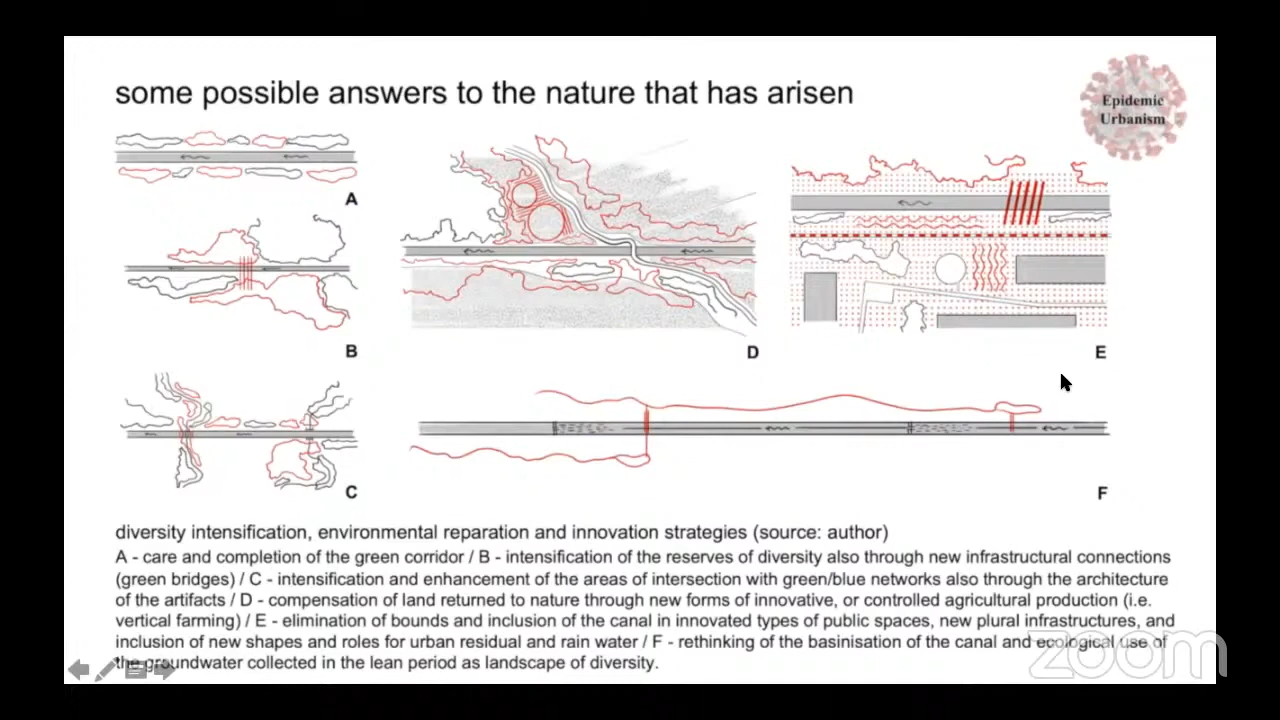 some possible answers to the nature that has arisen
Epidemic
Urbanism
A
B
C
D
E
F
diversity intensification, environmental reparation and innovation strategies (source: author)
A - care and completion of the green corridor / B - intensification of the reserves of diversity also through new infrastructural connections
(green bridges) / C - intensification and enhancement of the areas of intersection with green/blue networks also through the architecture
of the artifacts / D - compensation of land returned to nature through new forms of innovative, or controlled agricultural production (i.e.
vertical farming) / E - elimination of bounds and inclusion of the canal in innovated types of public spaces, new plural infrastructures, and
inclusion of new shapes and roles for urban residual and rain water / F - rethinking of the basinisation of the canal and ecological use of
the groundwater collected in the lean period as landscape of diversity.
zoom